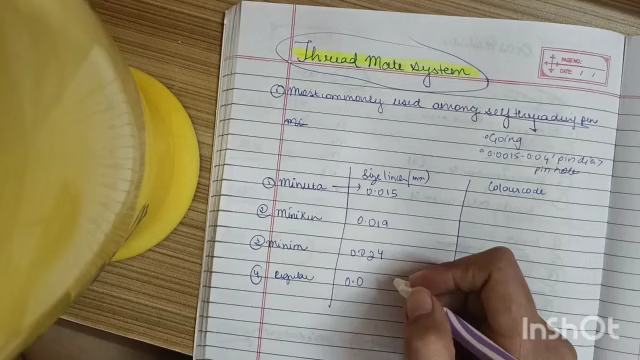 Thread Mate System
PAGE NO.:
DATE / /
① Most commonly used among self threading pin
ms
Going
0.0015-0.04' pin dia>
pin hole
Size (inch/mm)
Colour code
① Minuta → 0.015
② Minikin 0.019
③ Minim 0.024
④ Regular 0.0
InShOt